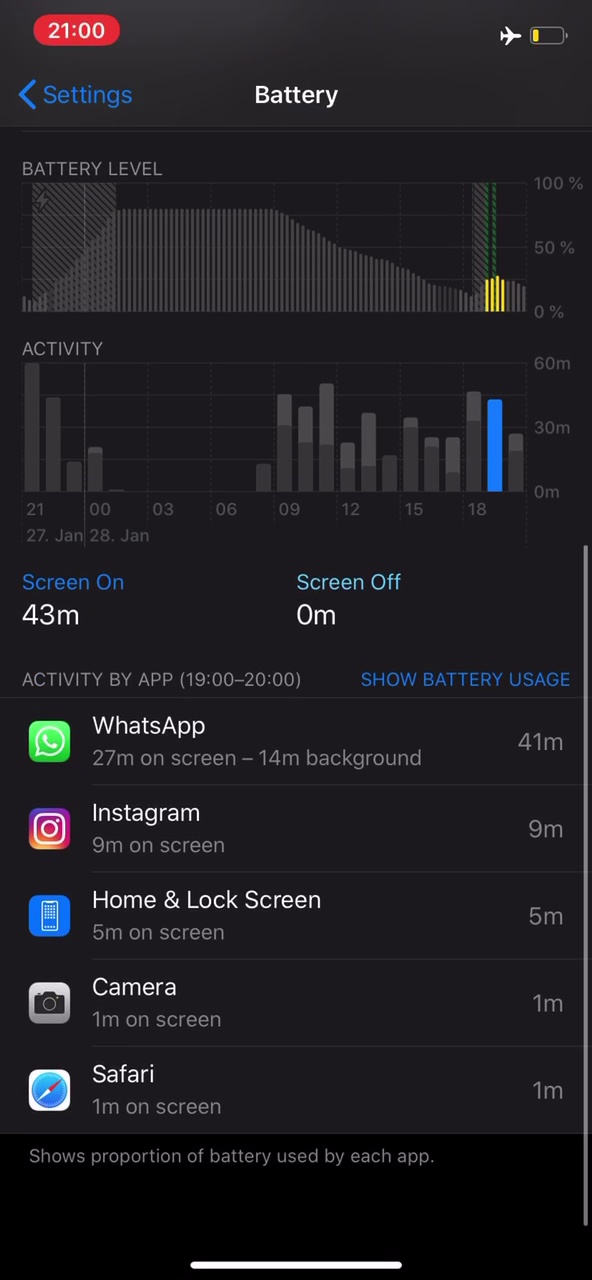 21:00
Settings
Battery
BATTERY LEVEL
100 %
50 %
0 %
ACTIVITY
60m
30m
0m
21 00 03 06 09 12 15 18
27. Jan 28. Jan
Screen On Screen Off
43m 0m
ACTIVITY BY APP (19:00–20:00) SHOW BATTERY USAGE
WhatsApp
27m on screen – 14m background 41m
Instagram
9m on screen 9m
Home & Lock Screen
5m on screen 5m
Camera
1m on screen 1m
Safari
1m on screen 1m
Shows proportion of battery used by each app.